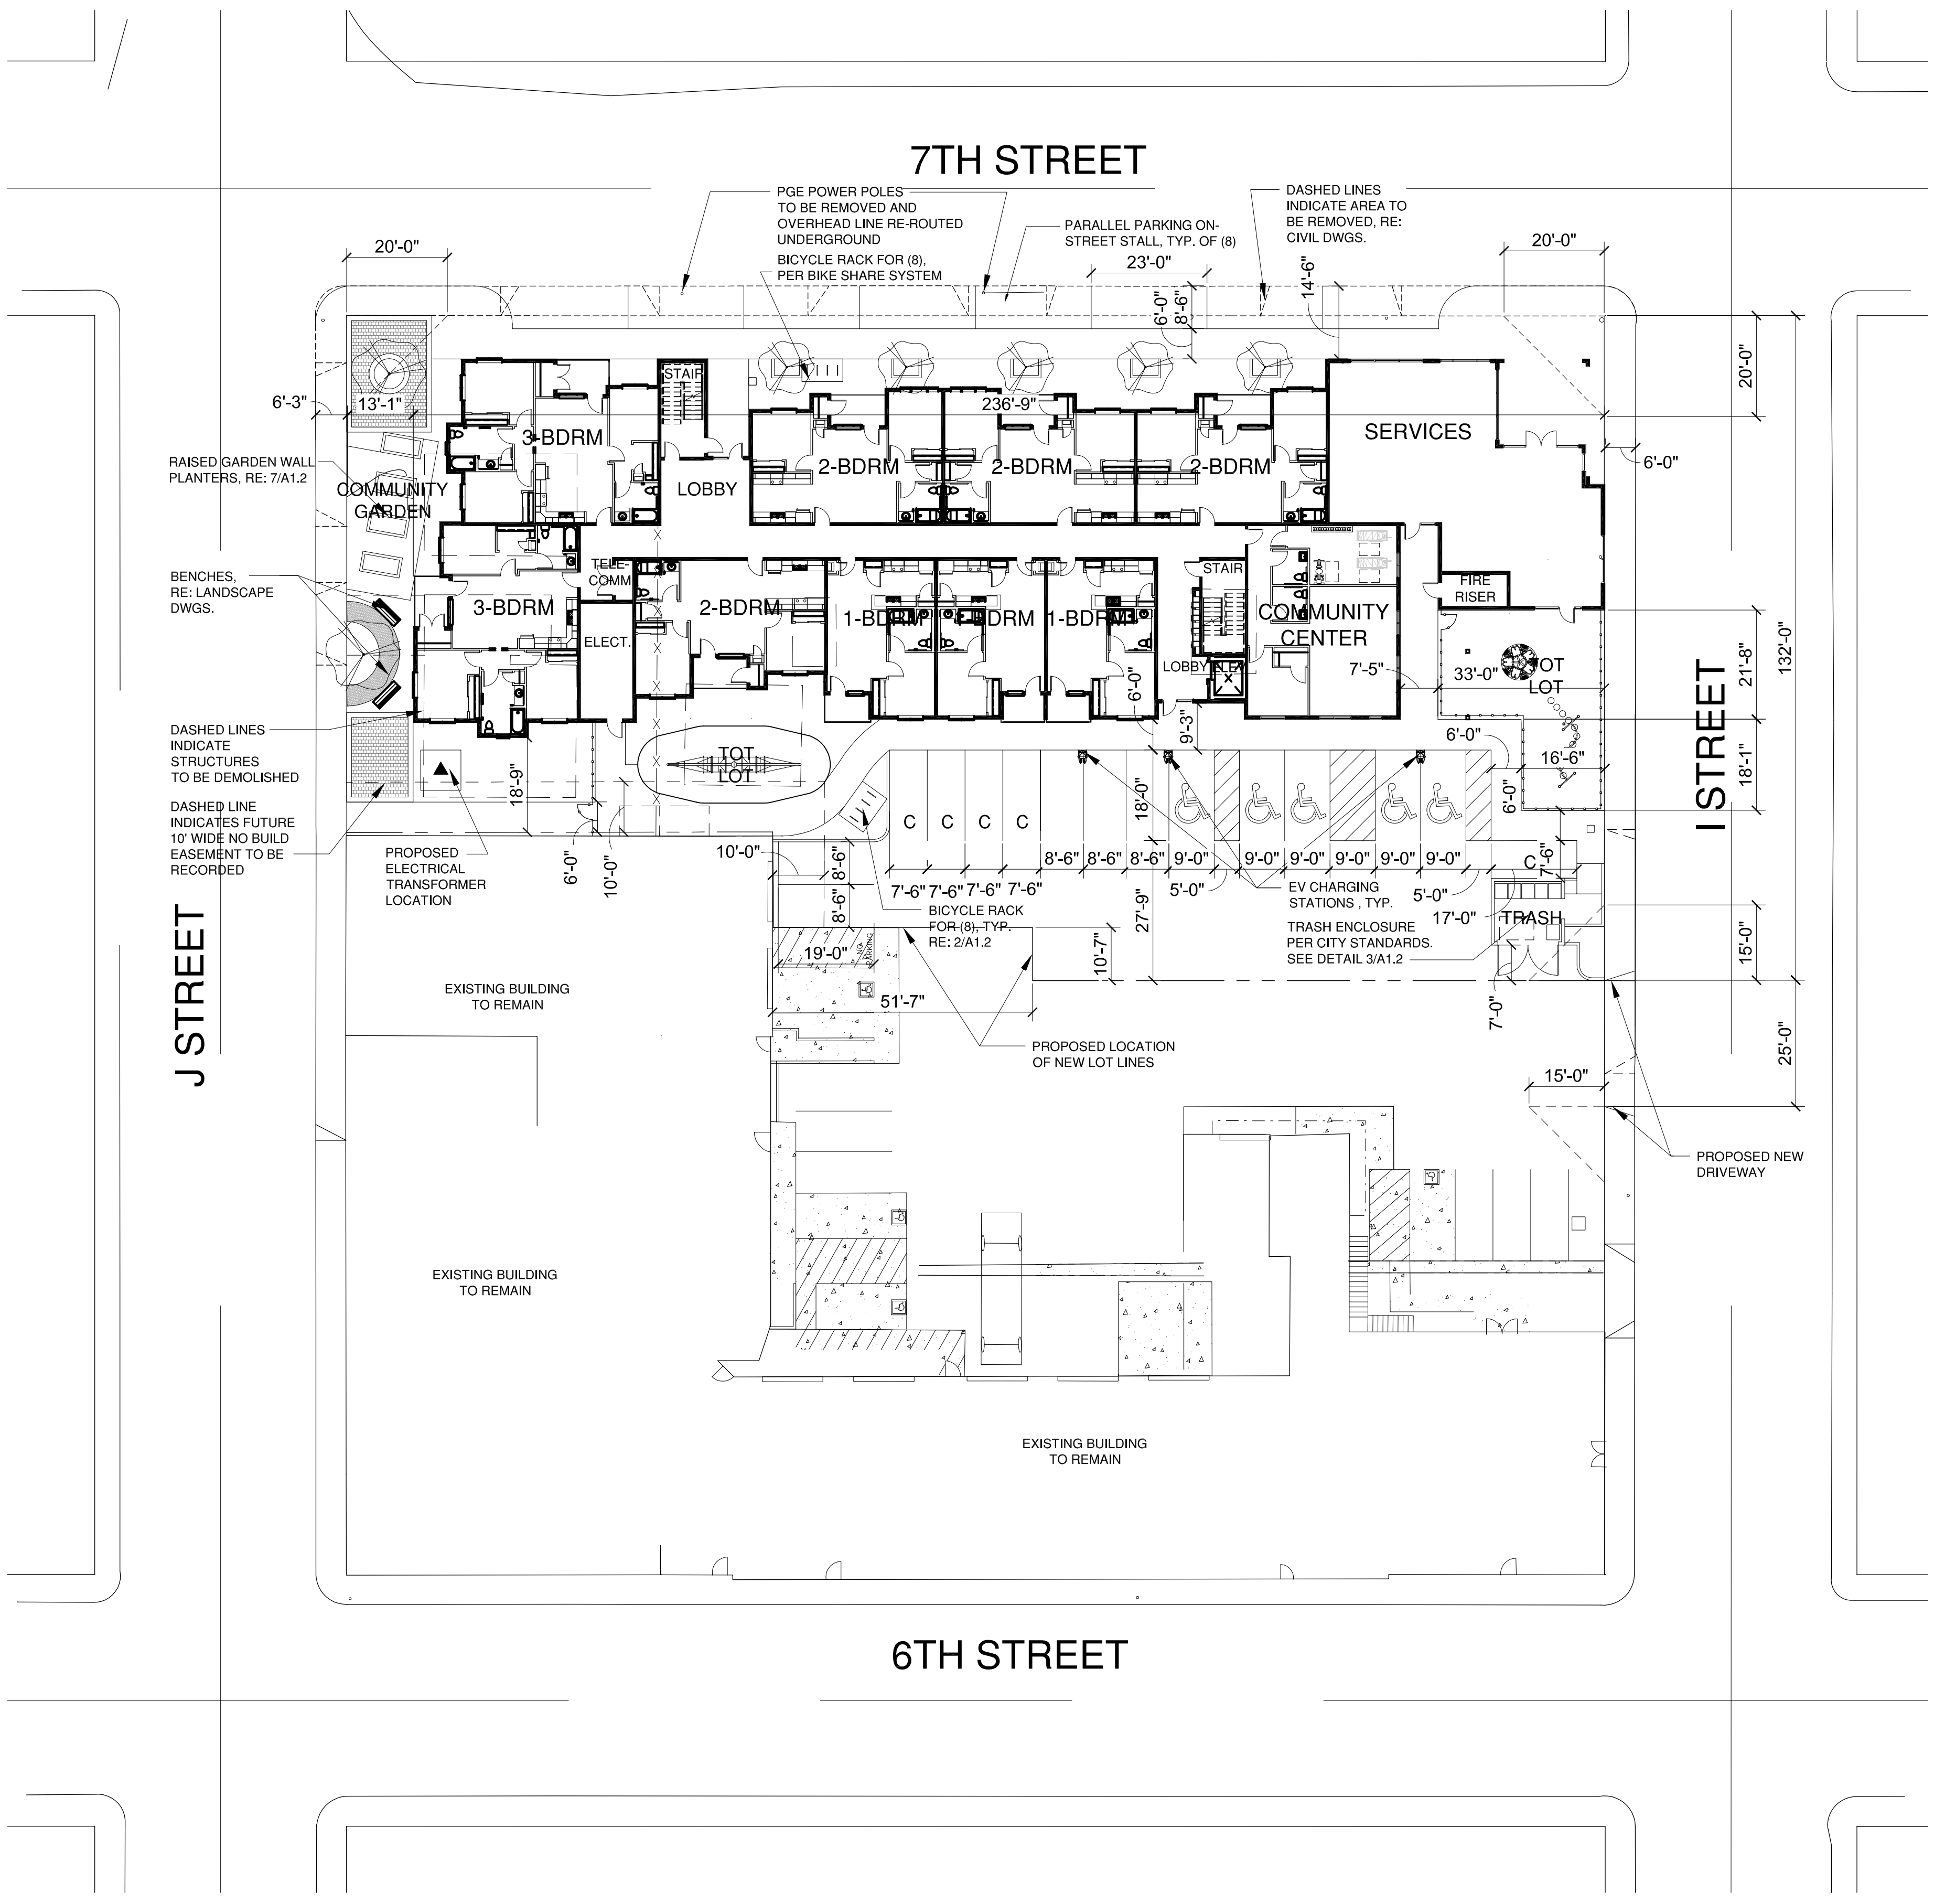 7TH STREET
PGE POWER POLES
TO BE REMOVED AND
OVERHEAD LINE RE-ROUTED
UNDERGROUND
BICYCLE RACK FOR (8),
PER BIKE SHARE SYSTEM
PARALLEL PARKING ON-
STREET STALL, TYP. OF (8)
DASHED LINES
INDICATE AREA TO
BE REMOVED, RE:
CIVIL DWGS.
20'-0"
23'-0"
20'-0"
14'-6"
6'-0"
8'-6"
20'-0"
132'-0"
6'-3"
13'-1"
236'-9"
6'-0"
STAIR
3-BDRM
LOBBY
2-BDRM
2-BDRM
2-BDRM
SERVICES
RAISED GARDEN WALL
PLANTERS, RE: 7/A1.2
COMMUNITY
GARDEN
BENCHES,
RE: LANDSCAPE
DWGS.
TELE-
COMM
3-BDRM
ELECT.
2-BDRM
1-BDRM
1-BDRM
1-BDRM
STAIR
LOBBY
ELEV
COMMUNITY
CENTER
FIRE
RISER
TOT
LOT
7'-5"
33'-0"
21'-8"
6'-0"
9'-3"
6'-0"
16'-6"
18'-1"
I STREET
DASHED LINES
INDICATE
STRUCTURES
TO BE DEMOLISHED
DASHED LINE
INDICATES FUTURE
10' WIDE NO BUILD
EASEMENT TO BE
RECORDED
PROPOSED
ELECTRICAL
TRANSFORMER
LOCATION
18'-9"
6'-0"
10'-0"
TOT
LOT
C C C C
18'-0"
6'-0"
10'-0"
8'-6"
8'-6"
8'-6" 8'-6" 8'-6" 9'-0" 9'-0" 9'-0" 9'-0" 9'-0" 9'-0"
C
7'-6"
7'-6" 7'-6" 7'-6" 7'-6"
5'-0"
5'-0"
17'-0"
BICYCLE RACK
FOR (8), TYP.
RE: 2/A1.2
27'-9"
EV CHARGING
STATIONS , TYP.
TRASH ENCLOSURE
PER CITY STANDARDS.
SEE DETAIL 3/A1.2
TRASH
15'-0"
NO
PARKING
19'-0"
10'-7"
51'-7"
7'-0"
25'-0"
15'-0"
J STREET
EXISTING BUILDING
TO REMAIN
PROPOSED LOCATION
OF NEW LOT LINES
PROPOSED NEW
DRIVEWAY
EXISTING BUILDING
TO REMAIN
EXISTING BUILDING
TO REMAIN
6TH STREET